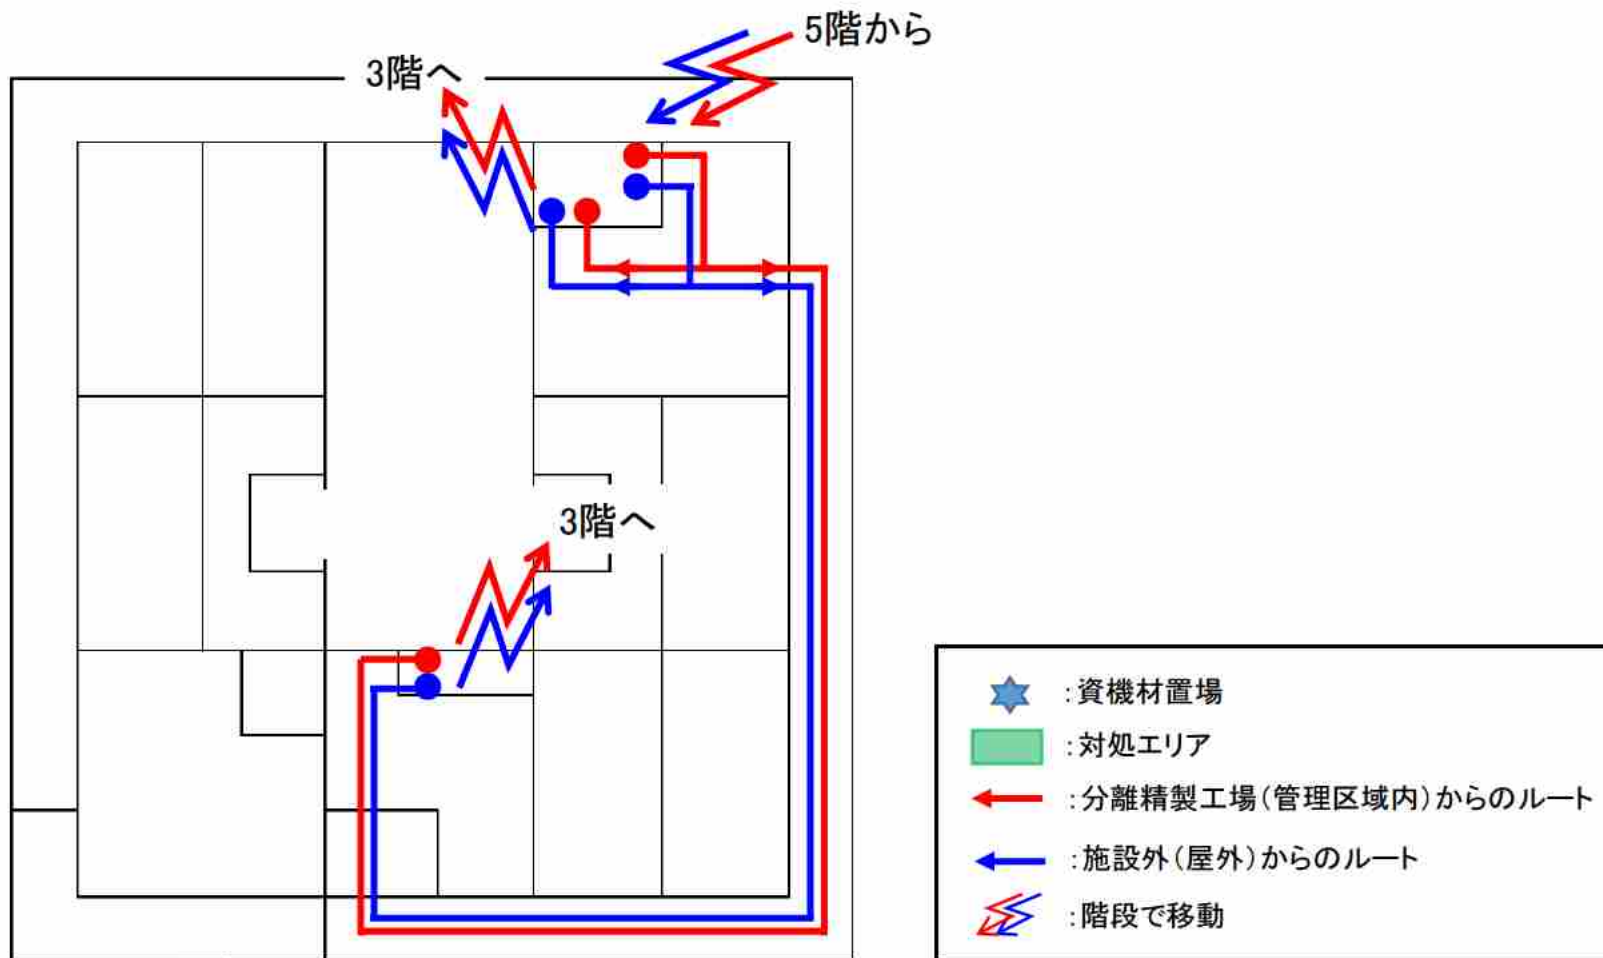 5階から
3階へ
3階へ
：資機材置場
：対処エリア
：分離精製工場（管理区域内）からのルート
：施設外（屋外）からのルート
：階段で移動